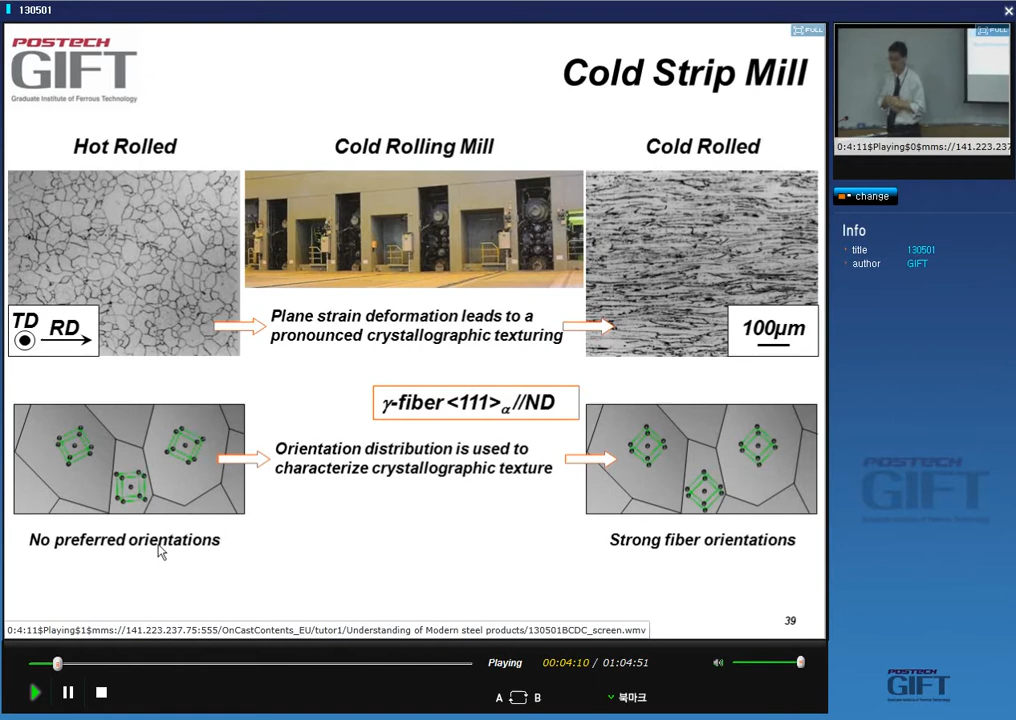 130501
FULL
POSTECH
GIFT
Graduate Institute of Ferrous Technology
Cold Strip Mill
Hot Rolled
Cold Rolling Mill
Cold Rolled
TD
RD
Plane strain deformation leads to a
pronounced crystallographic texturing
100µm
γ-fiber <111>α //ND
Orientation distribution is used to
characterize crystallographic texture
No preferred orientations
Strong fiber orientations
39
0:4:11$Playing$1$mms://141.223.237.75:555/OnCastContents_EU/tutor1/Understanding of Modern steel products/130501BCDC_screen.wmv
Playing
00:04:10 / 01:04:51
A
B
북마크
FULL
0:4:11$Playing$0$mms://141.223.237
change
Info
title 130501
author GIFT
POSTECH
GIFT
POSTECH
GIFT